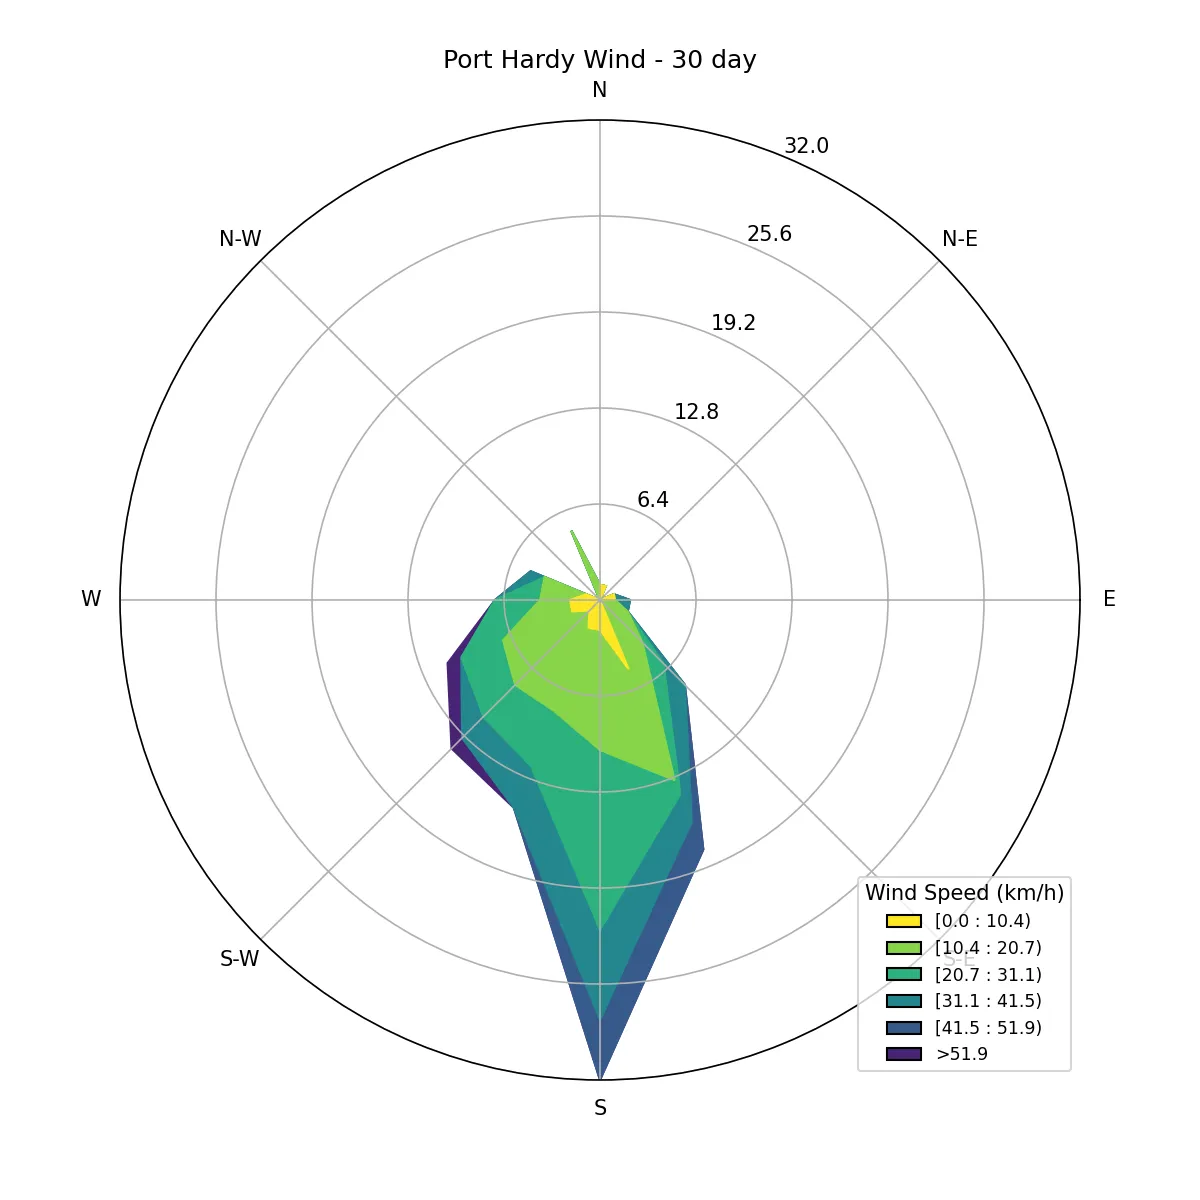 Port Hardy Wind - 30 day
N
32.0
N-W
25.6
N-E
19.2
12.8
6.4
W
E
S-W
S-E
S
Wind Speed (km/h)
[0.0 : 10.4)
[10.4 : 20.7)
[20.7 : 31.1)
[31.1 : 41.5)
[41.5 : 51.9)
>51.9